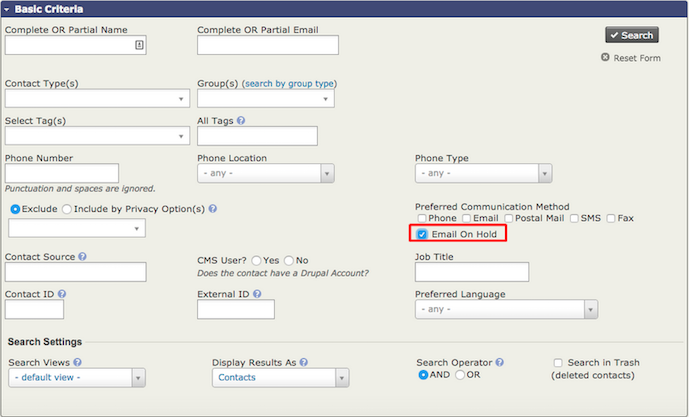 Basic Criteria
Complete OR Partial Name
Complete OR Partial Email
Search
Reset Form
Contact Type(s)
Group(s) (search by group type)
Select Tag(s)
All Tags
Phone Number
Phone Location
Phone Type
- any -
- any -
Punctuation and spaces are ignored.
Exclude Include by Privacy Option(s)
Preferred Communication Method
Phone Email Postal Mail SMS Fax
Email On Hold
Contact Source
CMS User? Yes No
Job Title
Does the contact have a Drupal Account?
Contact ID
External ID
Preferred Language
- any -
Search Settings
Search Views
Display Results As
Search Operator
Search in Trash
- default view -
Contacts
AND OR
(deleted contacts)